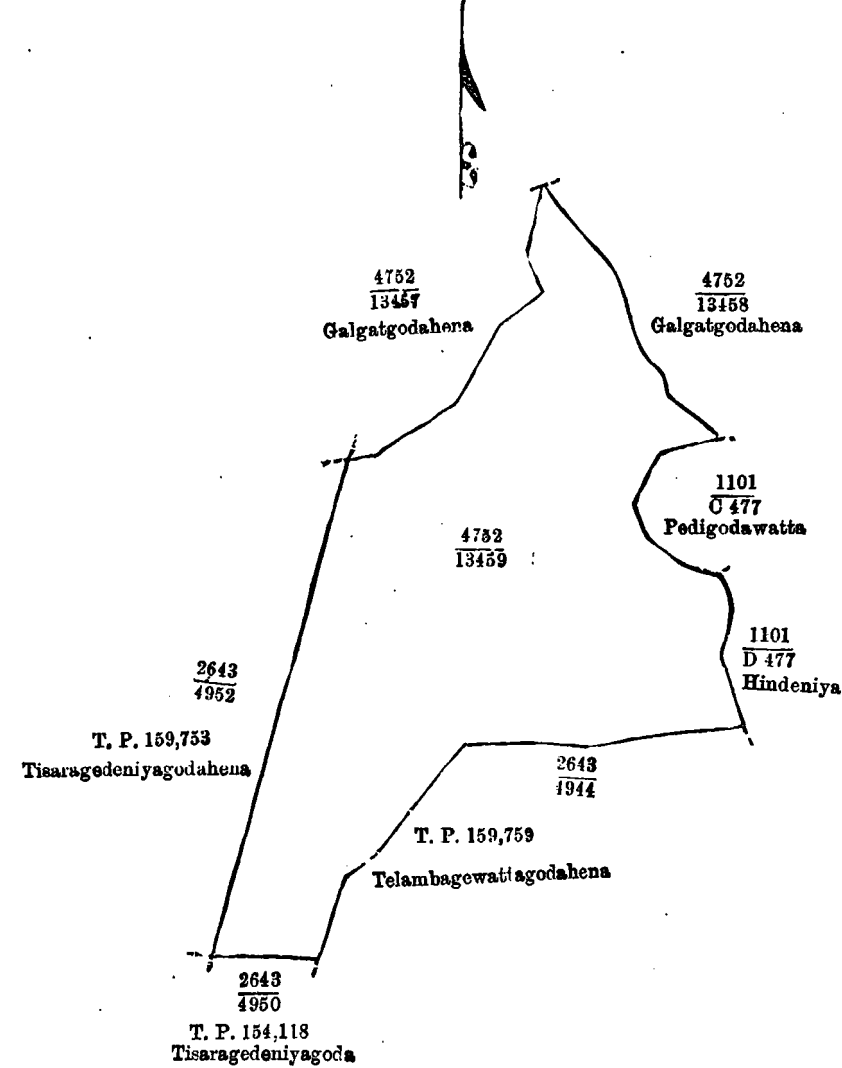 4752
13457
Galgatgodahena
4752
13458
Galgatgodahena
1101
C 477
Pedigodawatta
4752
13459
1101
D 477
Hindeniya
2643
4952
T. P. 159,753
Tisaragedeniyagodahena
2643
4944
T. P. 159,759
Telambagewattagodahena
2643
4950
T. P. 154,118
Tisaragedeniyagoda